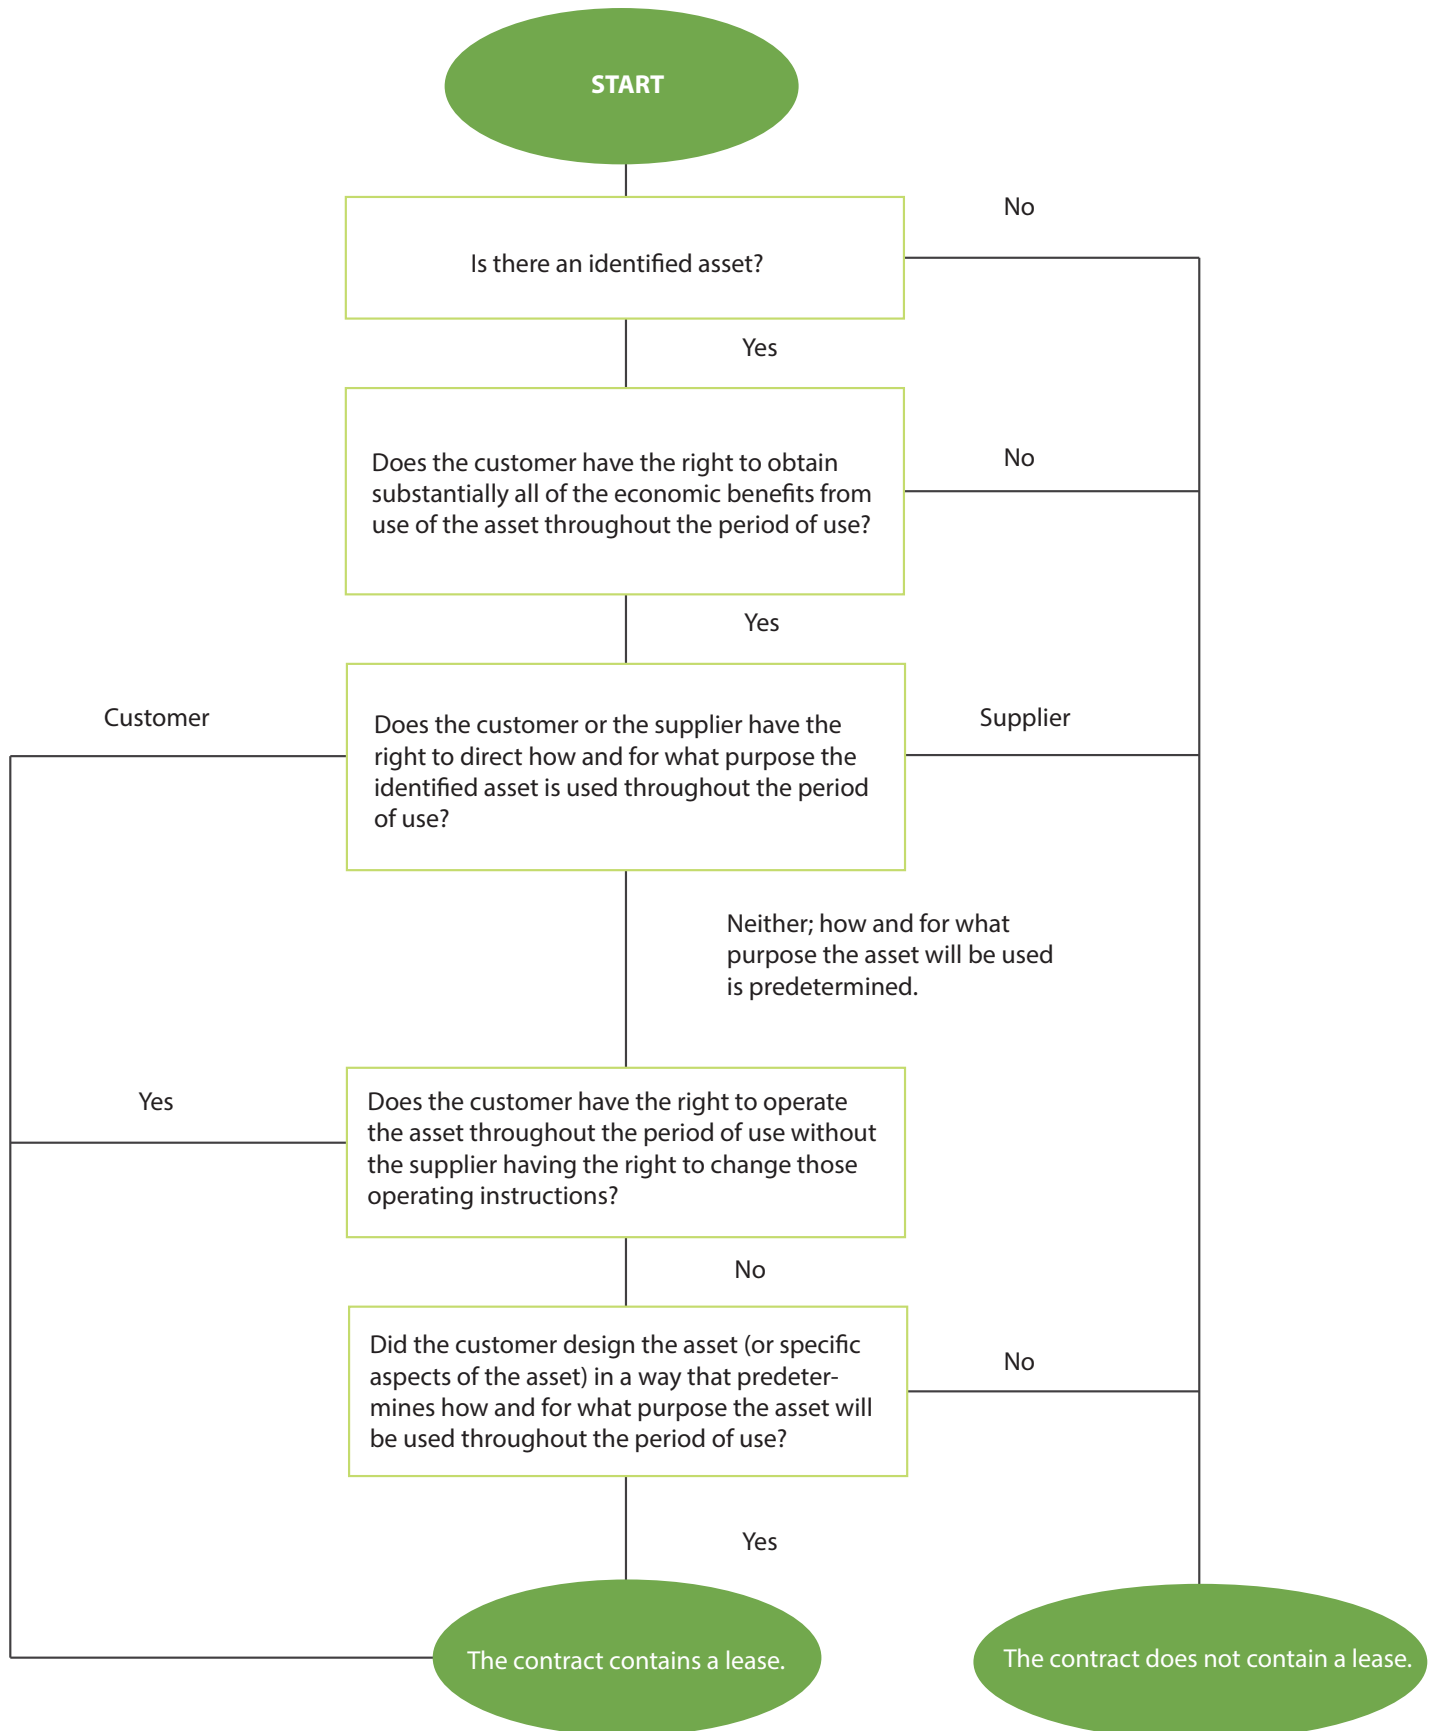 START
No
Is there an identified asset?
Yes
Does the customer have the right to obtain
substantially all of the economic benefits from
use of the asset throughout the period of use?
No
Yes
Customer
Does the customer or the supplier have the
right to direct how and for what purpose the
identified asset is used throughout the period
of use?
Supplier
Neither; how and for what
purpose the asset will be used
is predetermined.
Yes
Does the customer have the right to operate
the asset throughout the period of use without
the supplier having the right to change those
operating instructions?
No
Did the customer design the asset (or specific
aspects of the asset) in a way that predeter-
mines how and for what purpose the asset will
be used throughout the period of use?
No
Yes
The contract contains a lease.
The contract does not contain a lease.